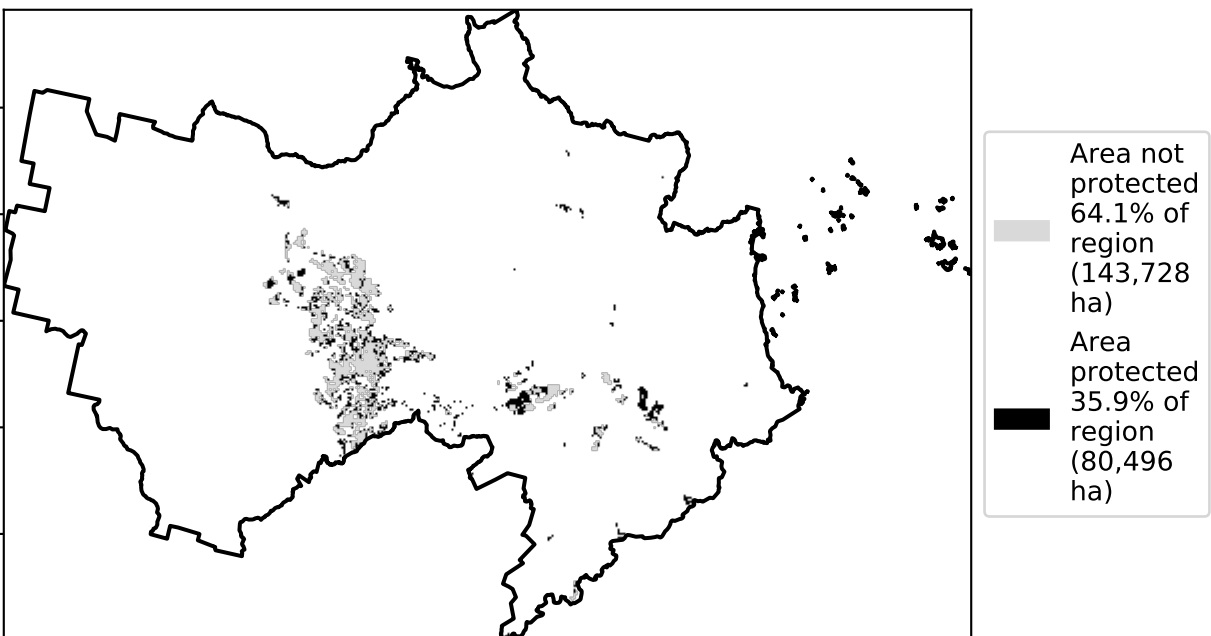 Area not
protected
64.1% of
region
(143,728
ha)
Area
protected
35.9% of
region
(80,496
ha)